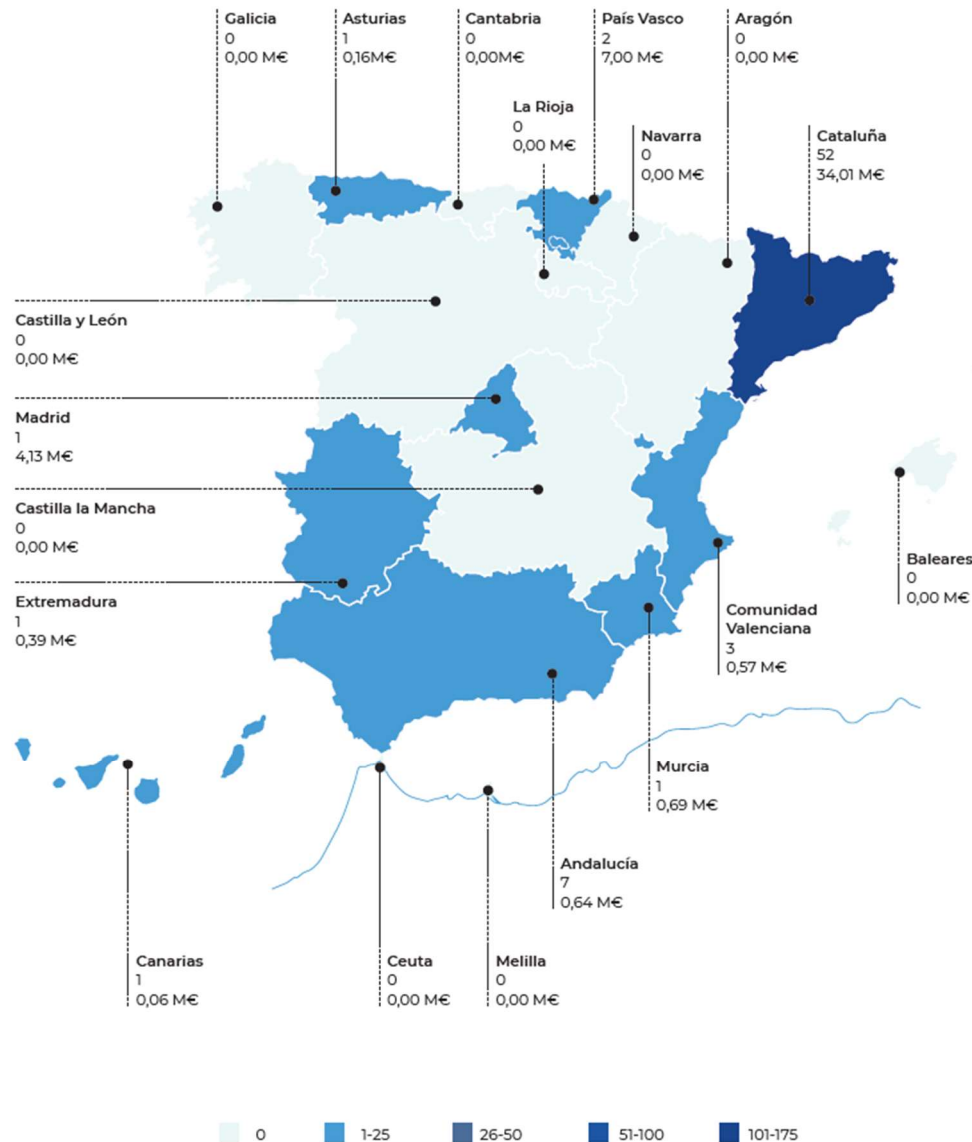 Galicia
0
0,00 M€
Asturias
1
0,16M€
Cantabria
0
0,00M€
País Vasco
2
7,00 M€
Aragón
0
0,00 M€
La Rioja
0
0,00 M€
Navarra
0
0,00 M€
Cataluña
52
34,01 M€
Castilla y León
0
0,00 M€
Madrid
1
4,13 M€
Castilla la Mancha
0
0,00 M€
Extremadura
1
0,39 M€
Baleares
0
0,00 M€
Comunidad
Valenciana
3
0,57 M€
Murcia
1
0,69 M€
Andalucía
7
0,64 M€
Canarias
1
0,06 M€
Ceuta
0
0,00 M€
Melilla
0
0,00 M€
0 1-25 26-50 51-100 101-175